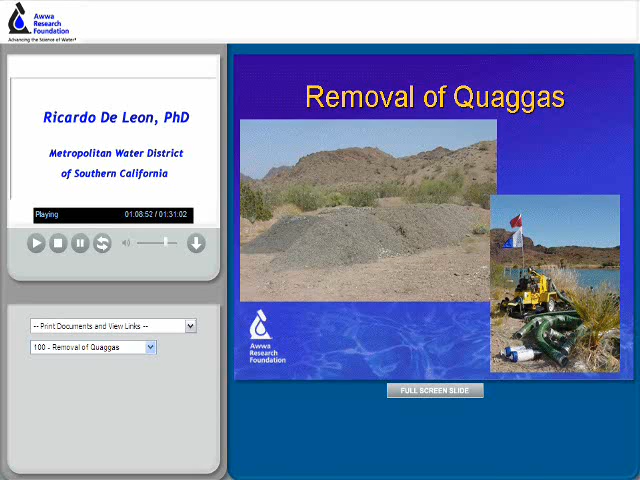 Awwa
Research
Foundation
Advancing the Science of Water®
Ricardo De Leon, PhD
Metropolitan Water District
of Southern California
Playing
01:08:52 / 01:31:02
-- Print Documents and View Links --
100 - Removal of Quaggas
Removal of Quaggas
Awwa
Research
Foundation
FULL SCREEN SLIDE